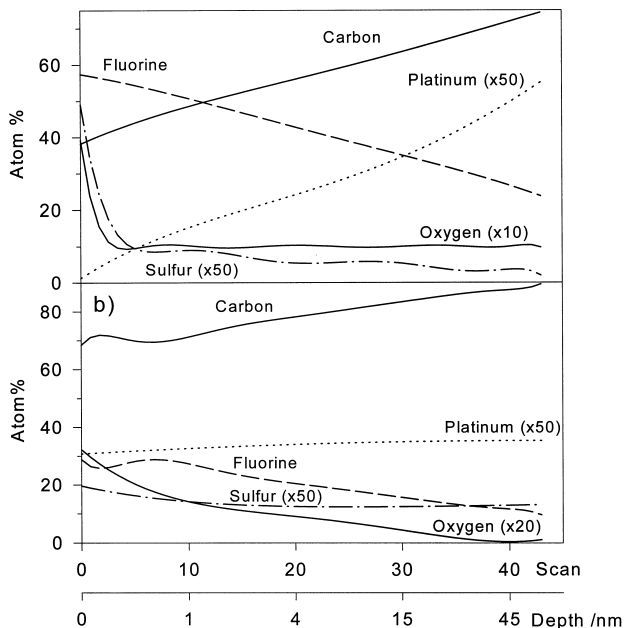 Carbon
Fluorine
Platinum (x50)
60
40
20
0
Atom %
Oxygen (x10)
Sulfur (x50)
b)
Carbon
80
60
40
20
0
Atom%
Platinum (x50)
Fluorine
Sulfur (x50)
Oxygen (x20)
0 10 20 30 40 Scan
0 1 4 15 45 Depth /nm